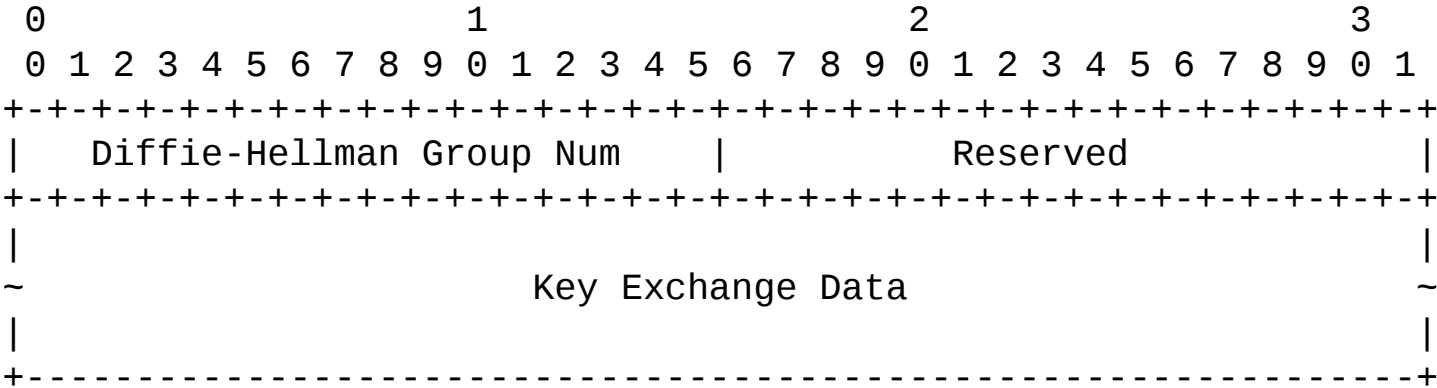 0                   1                   2                   3
 0 1 2 3 4 5 6 7 8 9 0 1 2 3 4 5 6 7 8 9 0 1 2 3 4 5 6 7 8 9 0 1
+-+-+-+-+-+-+-+-+-+-+-+-+-+-+-+-+-+-+-+-+-+-+-+-+-+-+-+-+-+-+-+-+
|   Diffie-Hellman Group Num    |          Reserved             |
+-+-+-+-+-+-+-+-+-+-+-+-+-+-+-+-+-+-+-+-+-+-+-+-+-+-+-+-+-+-+-+-+
|                                                               |
~                       Key Exchange Data                       ~
|                                                               |
+---------------------------------------------------------------+